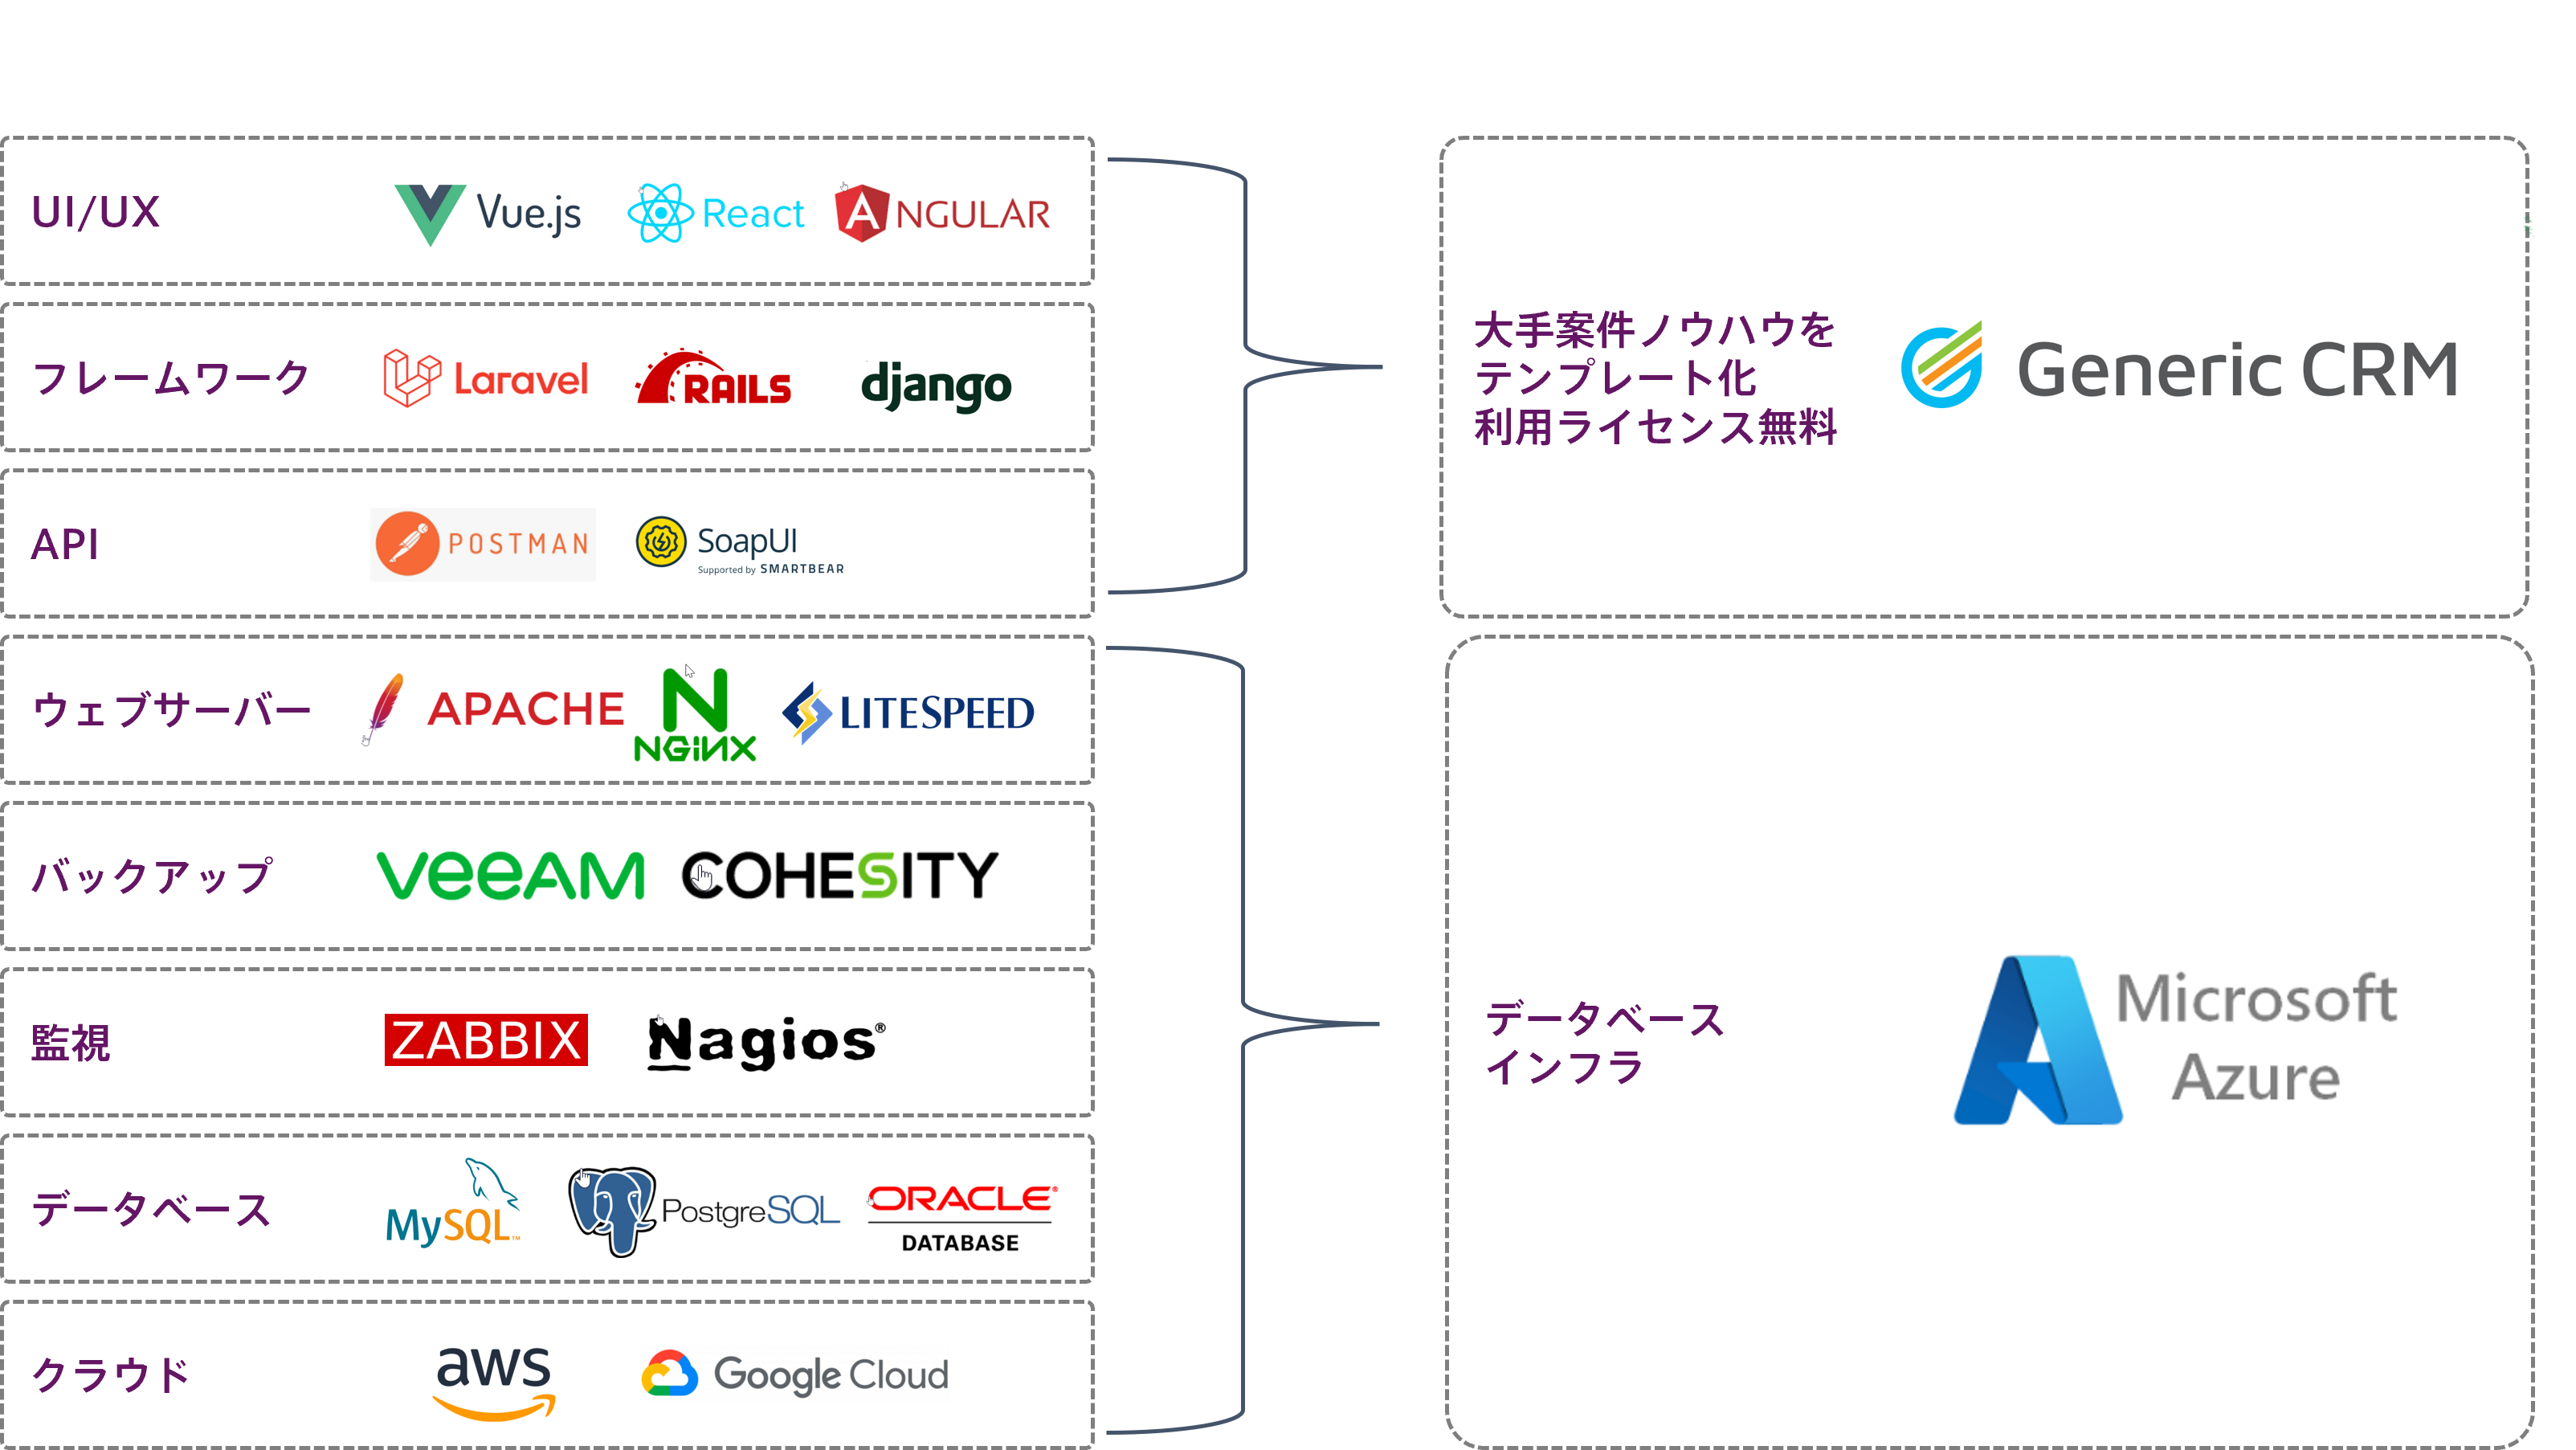 UI/UX
Vue.js
React
ANGULAR
フレームワーク
Laravel
RAILS
django
API
POSTMAN
SoapUI
Supported by SMARTBEAR
ウェブサーバー
APACHE
NGiNX
LITESPEED
バックアップ
veeAM
COHESITY
監視
ZABBIX
Nagios®
データベース
MySQL™
PostgreSQL
ORACLE®
DATABASE
クラウド
aws
Google Cloud
大手案件ノウハウを
テンプレート化
利用ライセンス無料
Generic CRM
データベース
インフラ
Microsoft
Azure